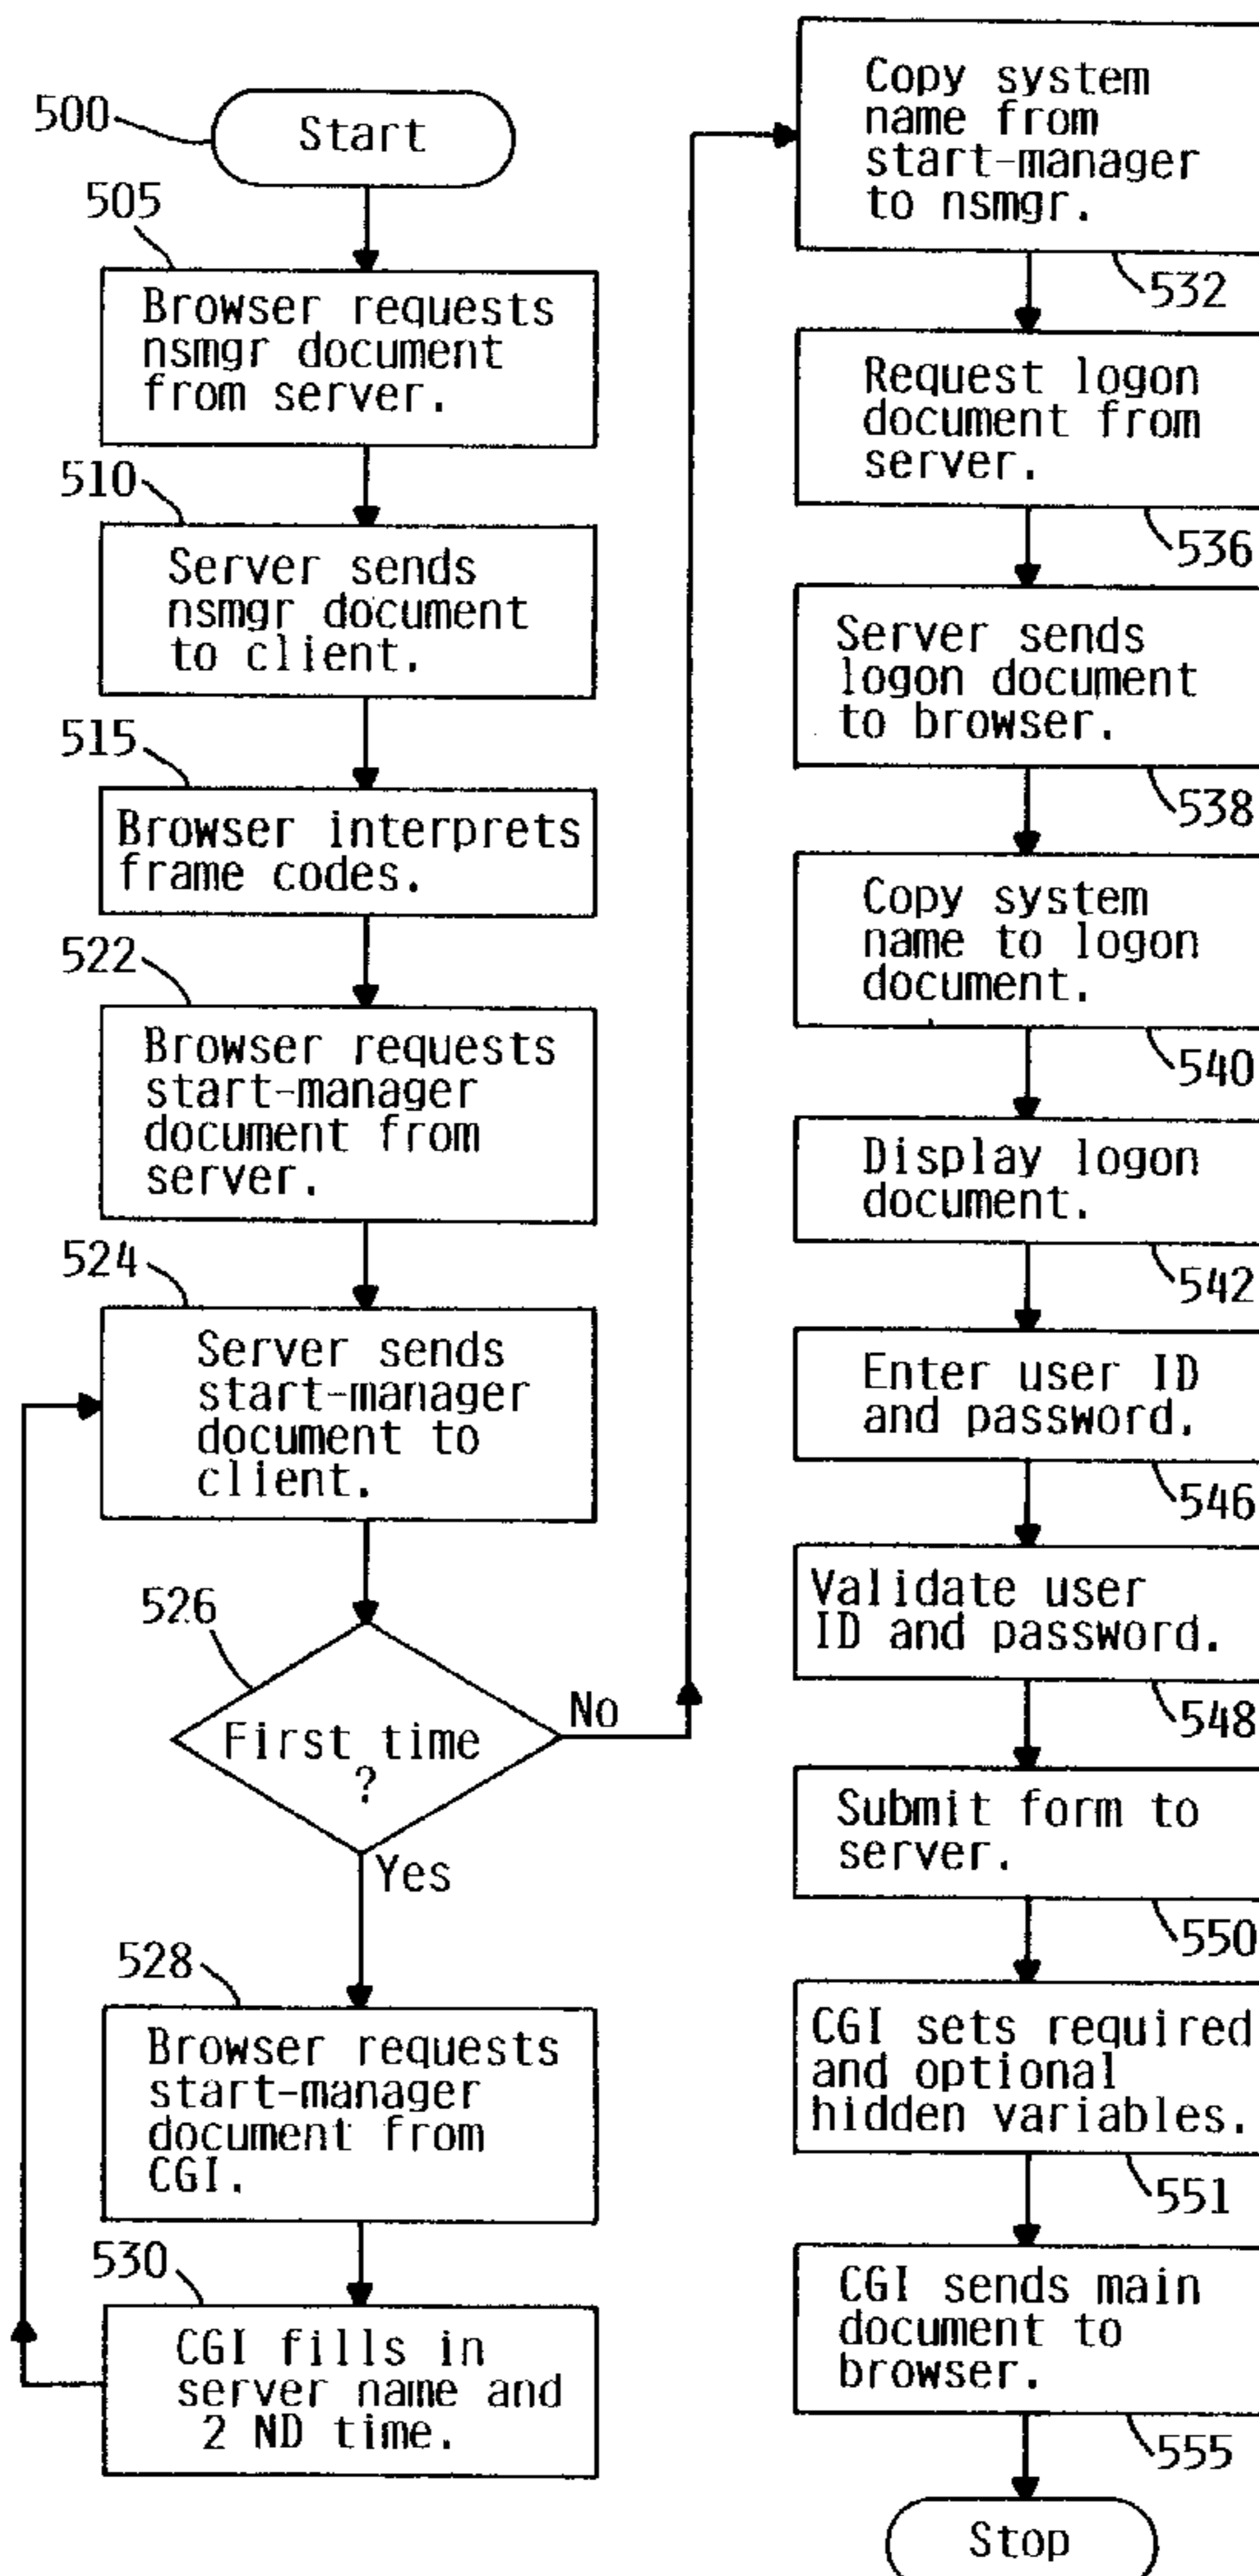 500
Start
505
Browser requests
nsmgr document
from server.
510
Server sends
nsmgr document
to client.
515
Browser interprets
frame codes.
522
Browser requests
start-manager
document from
server.
524
Server sends
start-manager
document to
client.
526
First time
?
No
Yes
528
Browser requests
start-manager
document from
CGI.
530
CGI fills in
server name and
2 ND time.
Copy system
name from
start-manager
to nsmgr.
532
Request logon
document from
server.
536
Server sends
logon document
to browser.
538
Copy system
name to logon
document.
540
Display logon
document.
542
Enter user ID
and password.
546
Validate user
ID and password.
548
Submit form to
server.
550
CGI sets required
and optional
hidden variables.
551
CGI sends main
document to
browser.
555
Stop